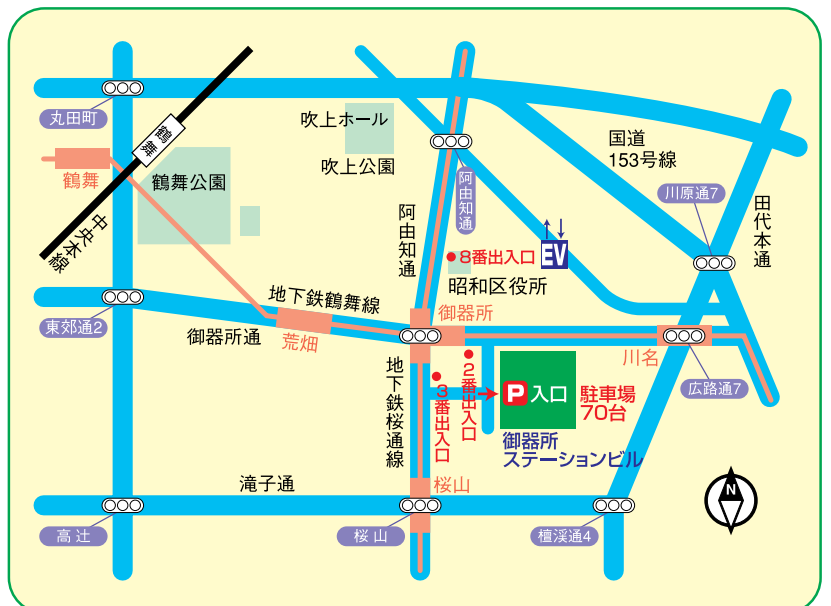 丸田町
鶴舞
鶴舞
中央本線
鶴舞公園
吹上ホール
吹上公園
阿由知通
阿由知通
国道
153号線
川原通7
田代本通
8番出入口
EV
昭和区役所
東郊通2
地下鉄鶴舞線
御器所通
荒畑
御器所
川名
広路通7
地下鉄桜通線
3番出入口
2番出入口
P入口
駐車場
70台
御器所
ステーションビル
滝子通
桜山
高辻
桜山
檀渓通4
N